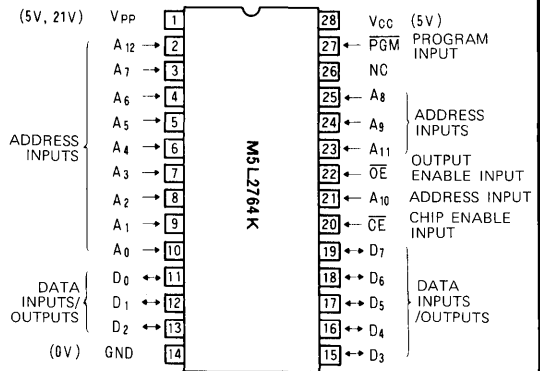 (5V, 21V) VPP 1 28 VCC (5V)
A12 → 2 27 ← P̅G̅M̅ PROGRAM INPUT
A7 → 3 26 NC
A6 → 4 25 ← A8
A5 → 5 24 ← A9
ADDRESS INPUTS
A4 → 6 23 ← A11
ADDRESS INPUTS
A3 → 7 22 ← O̅E̅ OUTPUT ENABLE INPUT
A2 → 8 21 ← A10 ADDRESS INPUT
A1 → 9 20 ← C̅E̅ CHIP ENABLE INPUT
A0 → 10 19 ↔ D7
DATA INPUTS/ OUTPUTS
D0 ↔ 11 18 ↔ D6
D1 ↔ 12 17 ↔ D5
D2 ↔ 13 16 ↔ D4
DATA INPUTS /OUTPUTS
(0V) GND 14 15 ↔ D3
M5L2764K